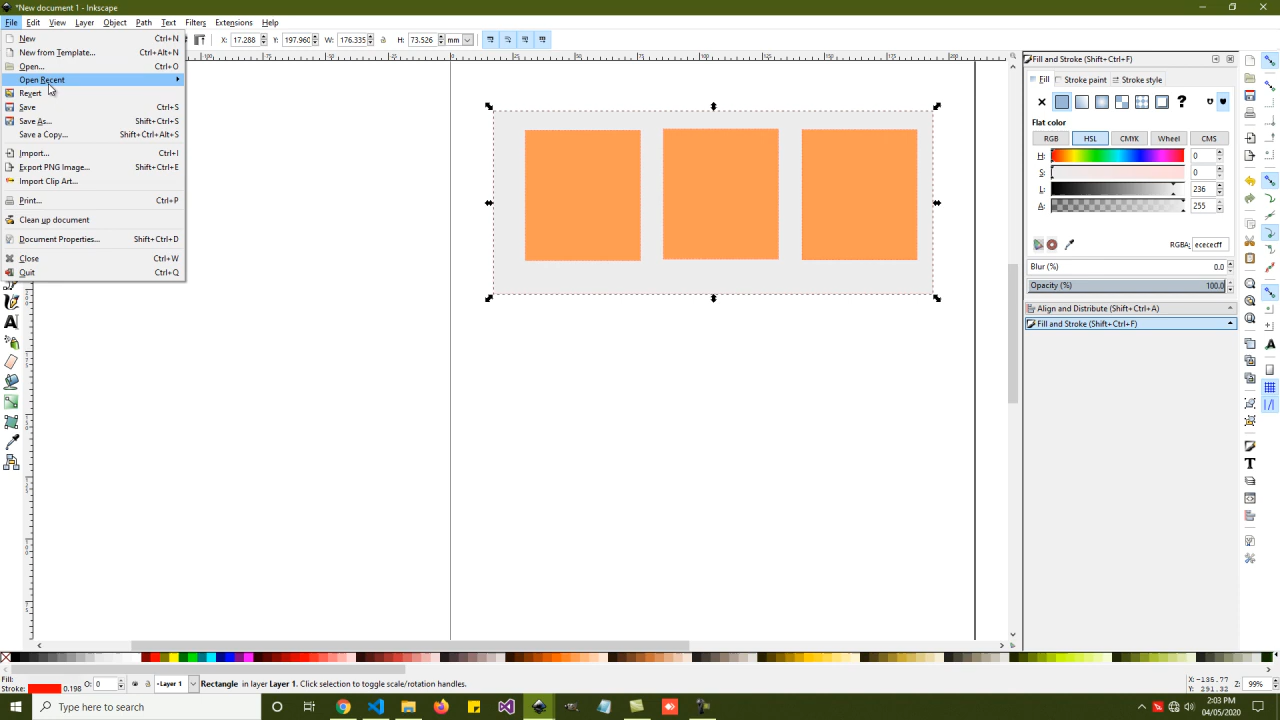 *New document 1 - Inkscape
File Edit View Layer Object Path Text Filters Extensions Help
X: 17.288 Y: 197.960 W: 176.335 H: 73.526 mm
New Ctrl+N
New from Template... Ctrl+Alt+N
Open... Ctrl+O
Open Recent
Revert
Save Ctrl+S
Save As... Shift+Ctrl+S
Save a Copy... Shift+Ctrl+Alt+S
Import... Ctrl+I
Export PNG Image... Shift+Ctrl+E
Import Clip Art...
Print... Ctrl+P
Clean up document
Document Properties... Shift+Ctrl+D
Close Ctrl+W
Quit Ctrl+Q
Fill and Stroke (Shift+Ctrl+F)
Fill Stroke paint Stroke style
Flat color
RGB HSL CMYK Wheel CMS
H: 0
S: 0
L: 236
A: 255
RGBA: ececeff
Blur (%) 0.0
Opacity (%) 100.0
Align and Distribute (Shift+Ctrl+A)
Fill and Stroke (Shift+Ctrl+F)
Fill:
Stroke: 0.198 O: 0 Layer 1 Rectangle in layer Layer 1. Click selection to toggle scale/rotation handles.
X: -135.77
Y: 291.32
Z: 99%
Type here to search
2:03 PM
04/05/2020